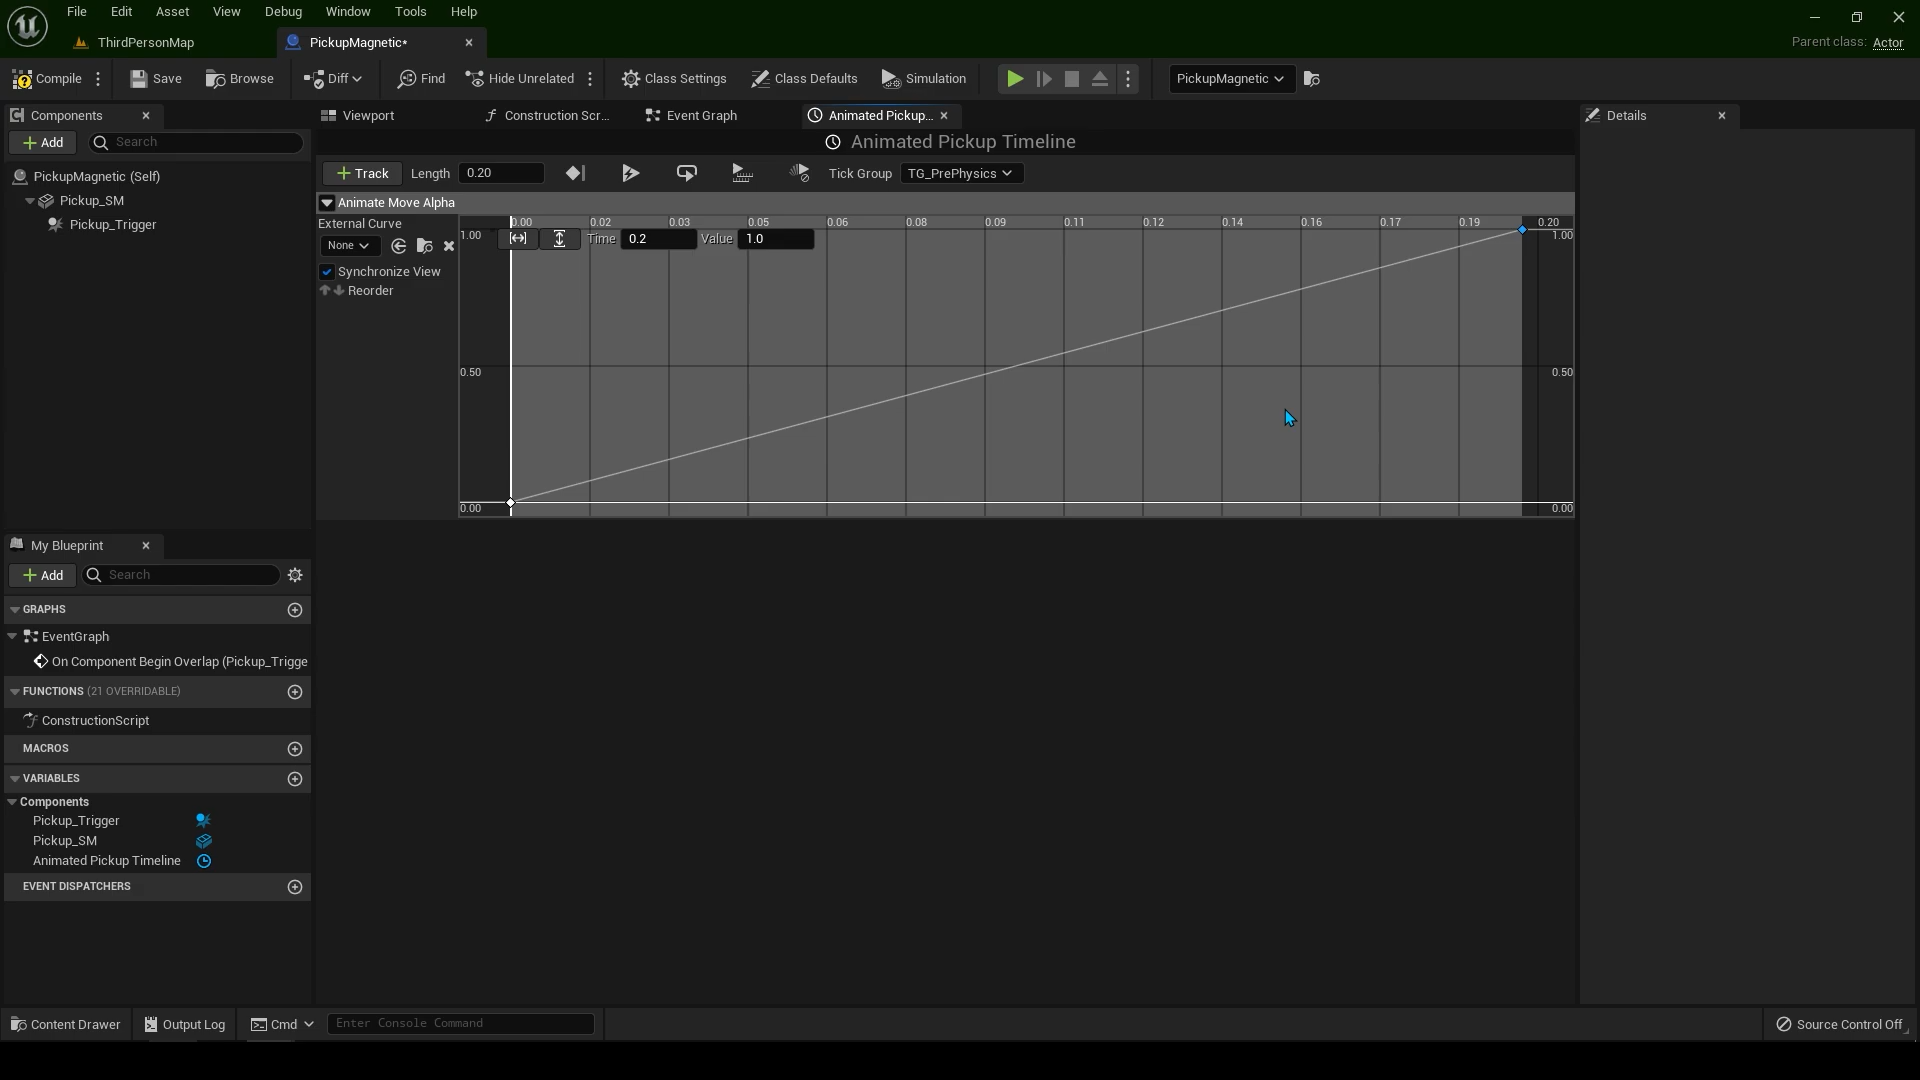 File Edit Asset View Debug Window Tools Help
ThirdPersonMap
PickupMagnetic*
Parent class: Actor
Compile
Save
Browse
Diff
Find
Hide Unrelated
Class Settings
Class Defaults
Simulation
PickupMagnetic
Components
Viewport
Construction Scr...
Event Graph
Animated Pickup...
Details
Add
Search
Animated Pickup Timeline
PickupMagnetic (Self)
Pickup_SM
Pickup_Trigger
Track
Length 0.20
Tick Group TG_PrePhysics
Animate Move Alpha
External Curve
None
Synchronize View
Reorder
0.00 0.02 0.03 0.05 0.06 0.08 0.09 0.11 0.12 0.14 0.16 0.17 0.19 0.20
1.00
Time 0.2 Value 1.0
1.00
0.50
0.50
0.00
0.00
My Blueprint
Add
Search
GRAPHS
EventGraph
On Component Begin Overlap (Pickup_Trigge
FUNCTIONS (21 OVERRIDABLE)
ConstructionScript
MACROS
VARIABLES
Components
Pickup_Trigger
Pickup_SM
Animated Pickup Timeline
EVENT DISPATCHERS
Content Drawer
Output Log
Cmd
Enter Console Command
Source Control Off